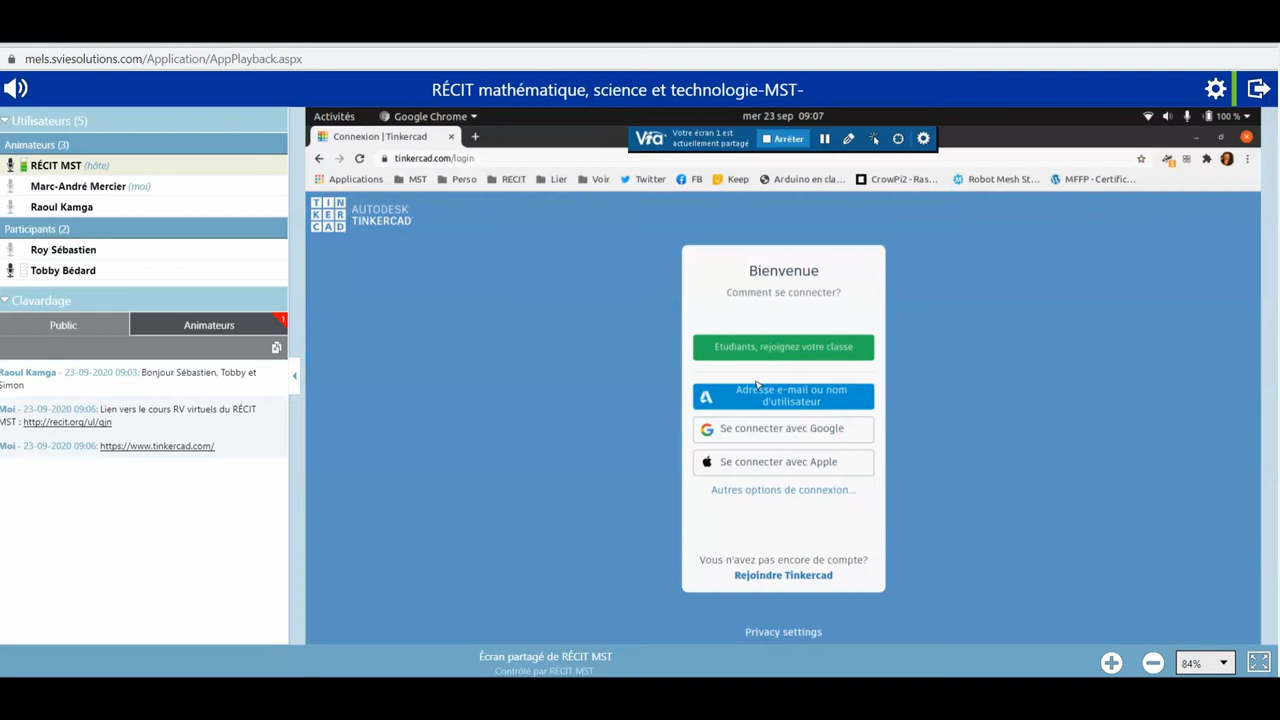 mels.sviesolutions.com/Application/AppPlayback.aspx
RÉCIT mathématique, science et technologie-MST-
Utilisateurs (5)
Animateurs (3)
RÉCIT MST (hôte)
Marc-André Mercier (moi)
Raoul Kamga
Participants (2)
Roy Sébastien
Tobby Bédard
Clavardage
Public
Animateurs
1
Raoul Kamga - 23-09-2020 09:03: Bonjour Sébastien, Tobby et
Simon
Moi - 23-09-2020 09:06: Lien vers le cours RV virtuels du RÉCIT
MST : http://recit.org/ul/qjn
Moi - 23-09-2020 09:06: https://www.tinkercad.com/
Activités
Google Chrome
mer 23 sep 09:07
100 %
Connexion | Tinkercad
Via
Votre écran 1 est
actuellement partagé
Arrêter
tinkercad.com/login
Applications
MST
Perso
RECIT
Lier
Voir
Twitter
FB
Keep
Arduino en cla...
CrowPi2 - Ras...
Robot Mesh St...
MFFP - Certific...
TIN
KER
CAD
AUTODESK
TINKERCAD
Bienvenue
Comment se connecter?
Étudiants, rejoignez votre classe
Adresse e-mail ou nom
d'utilisateur
Se connecter avec Google
Se connecter avec Apple
Autres options de connexion...
Vous n'avez pas encore de compte?
Rejoindre Tinkercad
Privacy settings
Écran partagé de RÉCIT MST
Contrôlé par RÉCIT MST
84%